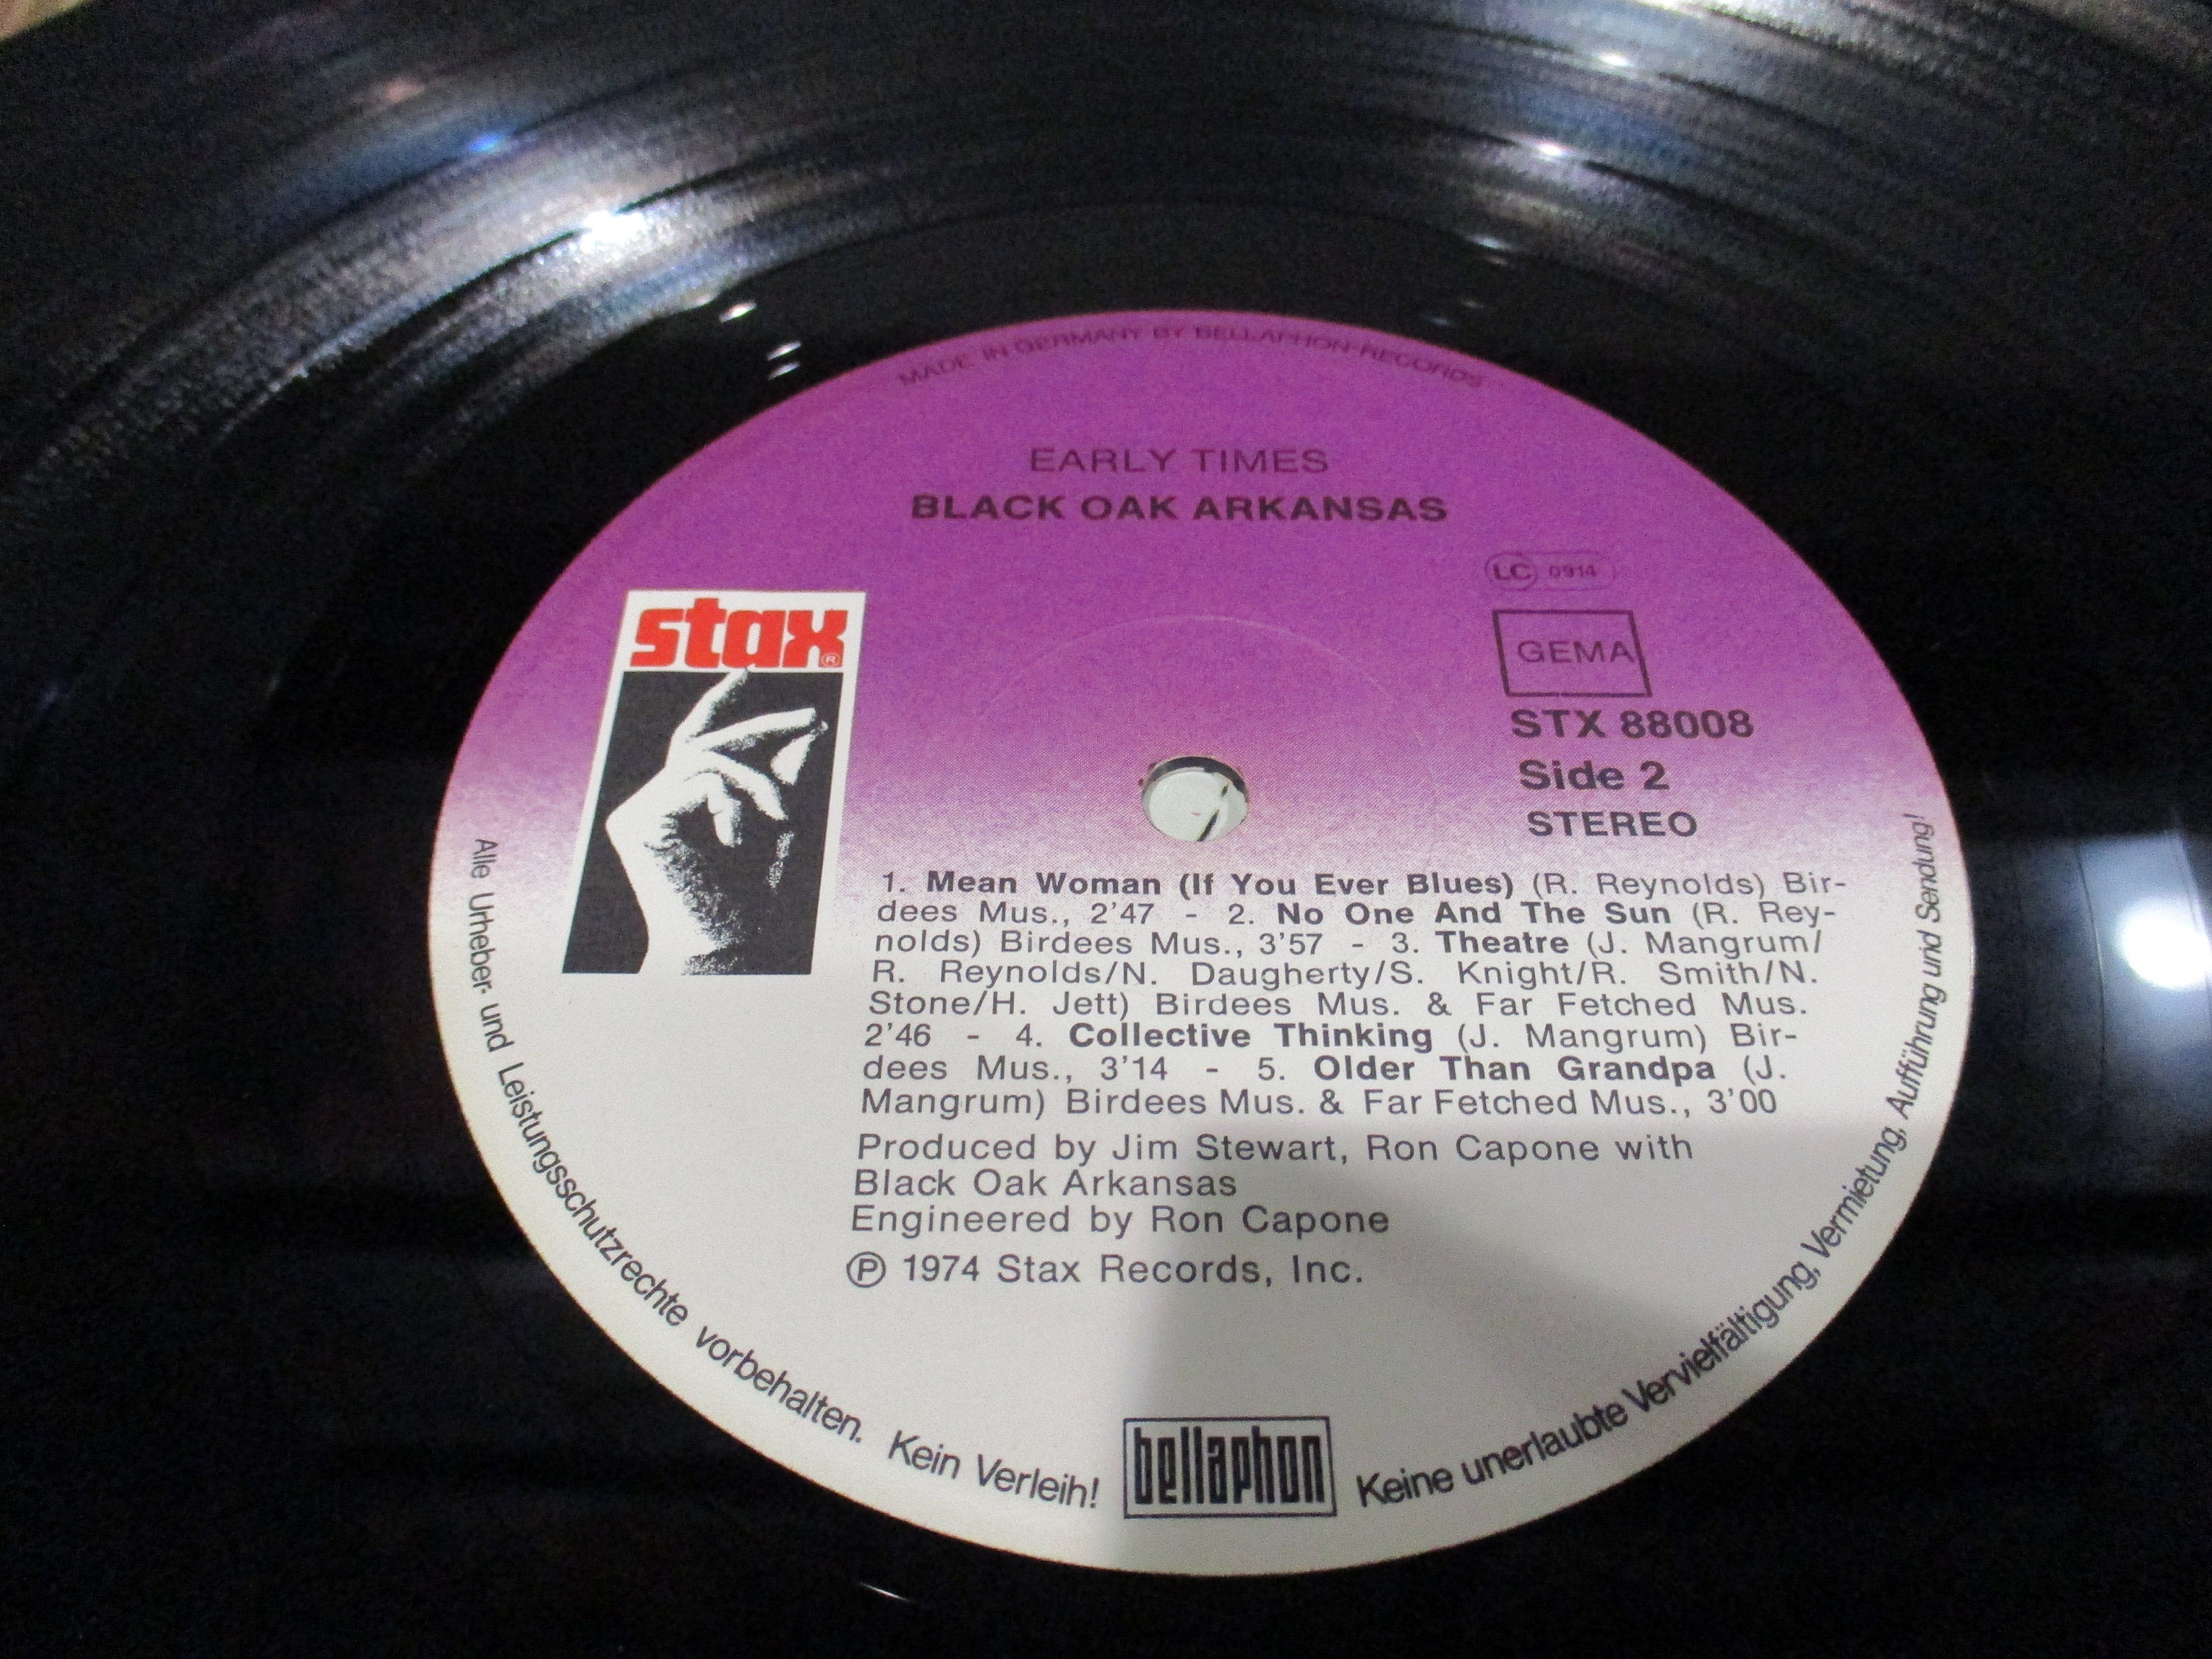 MADE IN GERMANY BY BELLAPHON RECORDS
EARLY TIMES
BLACK OAK ARKANSAS
LC 0914
stax®
GEMA
STX 88008
Side 2
STEREO
1. Mean Woman (If You Ever Blues) (R. Reynolds) Bir-
dees Mus., 2'47 - 2. No One And The Sun (R. Rey-
nolds) Birdees Mus., 3'57 - 3. Theatre (J. Mangrum/
R. Reynolds/N. Daugherty/S. Knight/R. Smith/N.
Stone/H. Jett) Birdees Mus. & Far Fetched Mus.
2'46 - 4. Collective Thinking (J. Mangrum) Bir-
dees Mus., 3'14 - 5. Older Than Grandpa (J.
Mangrum) Birdees Mus. & Far Fetched Mus., 3'00
Produced by Jim Stewart, Ron Capone with
Black Oak Arkansas
Engineered by Ron Capone
℗ 1974 Stax Records, Inc.
Alle Urheber- und Leistungsschutzrechte vorbehalten. Kein Verleih!
bellaphon
Keine unerlaubte Vervielfältigung, Vermietung, Aufführung und Sendung!